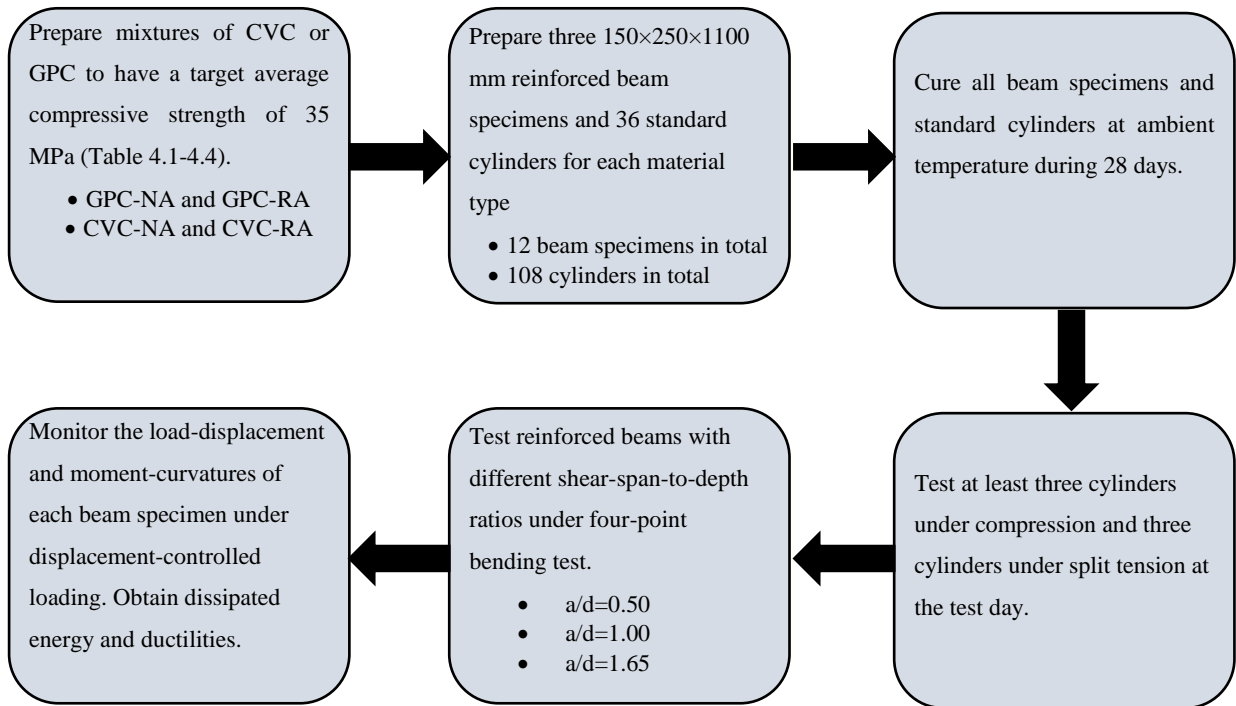 Prepare mixtures of CVC or
GPC to have a target average
compressive strength of 35
MPa (Table 4.1-4.4).
• GPC-NA and GPC-RA
• CVC-NA and CVC-RA
Prepare three 150×250×1100
mm reinforced beam
specimens and 36 standard
cylinders for each material
type
• 12 beam specimens in total
• 108 cylinders in total
Cure all beam specimens and
standard cylinders at ambient
temperature during 28 days.
Test at least three cylinders
under compression and three
cylinders under split tension at
the test day.
Test reinforced beams with
different shear-span-to-depth
ratios under four-point
bending test.
• a/d=0.50
• a/d=1.00
• a/d=1.65
Monitor the load-displacement
and moment-curvatures of
each beam specimen under
displacement-controlled
loading. Obtain dissipated
energy and ductilities.